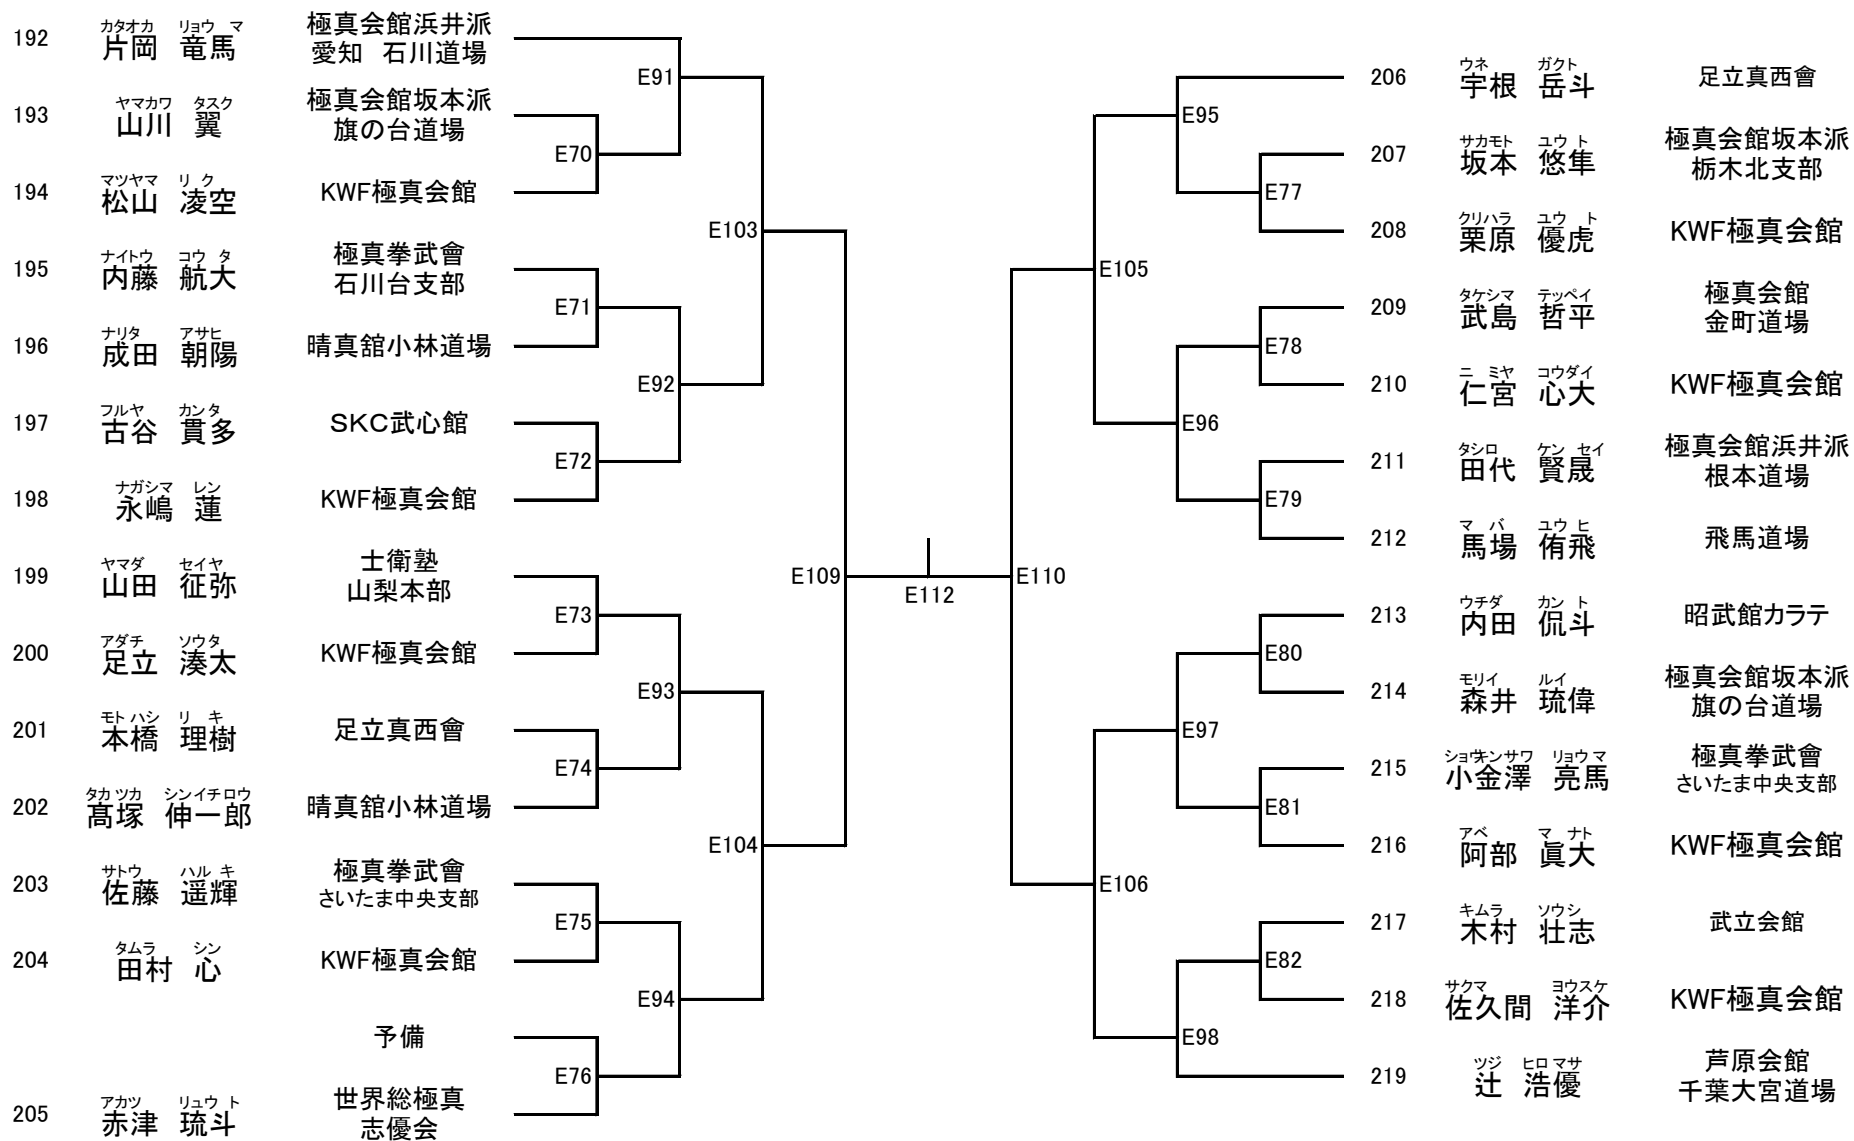 192 片岡 竜馬 カタオカ リョウ マ 極真会館浜井派
愛知 石川道場
193 山川 翼 ヤマカワ タスク 極真会館坂本派
旗の台道場
194 松山 凌空 マツヤマ リ ク KWF極真会館
195 内藤 航大 ナイトウ コウ タ 極真拳武會
石川台支部
196 成田 朝陽 ナリタ アサヒ 晴真舘小林道場
197 古谷 貫多 フルヤ カンタ SKC武心館
198 永嶋 蓮 ナガシマ レン KWF極真会館
199 山田 征弥 ヤマダ セイヤ 士衛塾
山梨本部
200 足立 湊太 アダチ ソウタ KWF極真会館
201 本橋 理樹 モトハシ リ キ 足立真西會
202 髙塚 伸一郎 タカツカ シンイチロウ 晴真舘小林道場
203 佐藤 遥輝 サトウ ハル キ 極真拳武會
さいたま中央支部
204 田村 心 タムラ シン KWF極真会館
予備
205 赤津 琉斗 アカツ リュウ ト 世界総極真
志優会
E91
E70
E103
E71
E92
E72
E109
E73
E93
E74
E104
E75
E94
E76
E112
E95
E77
E105
E78
E96
E79
E110
E80
E97
E81
E106
E82
E98
206 宇根 岳斗 ウネ ガクト 足立真西會
207 坂本 悠隼 サカモト ユウ ト 極真会館坂本派
栃木北支部
208 栗原 優虎 クリハラ ユウ ト KWF極真会館
209 武島 哲平 タケシマ テッペイ 極真会館
金町道場
210 仁宮 心大 ニ ミヤ コウダイ KWF極真会館
211 田代 賢晟 タシロ ケン セイ 極真会館浜井派
根本道場
212 馬場 侑飛 マ バ ユウ ヒ 飛馬道場
213 内田 侃斗 ウチダ カン ト 昭武館カラテ
214 森井 琉偉 モリイ ルイ 極真会館坂本派
旗の台道場
215 小金澤 亮馬 ショウキンサワ リョウマ 極真拳武會
さいたま中央支部
216 阿部 眞大 アベ マ ナト KWF極真会館
217 木村 壮志 キムラ ソウシ 武立会館
218 佐久間 洋介 サクマ ヨウスケ KWF極真会館
219 辻 浩優 ツジ ヒロ マサ 芦原会館
千葉大宮道場